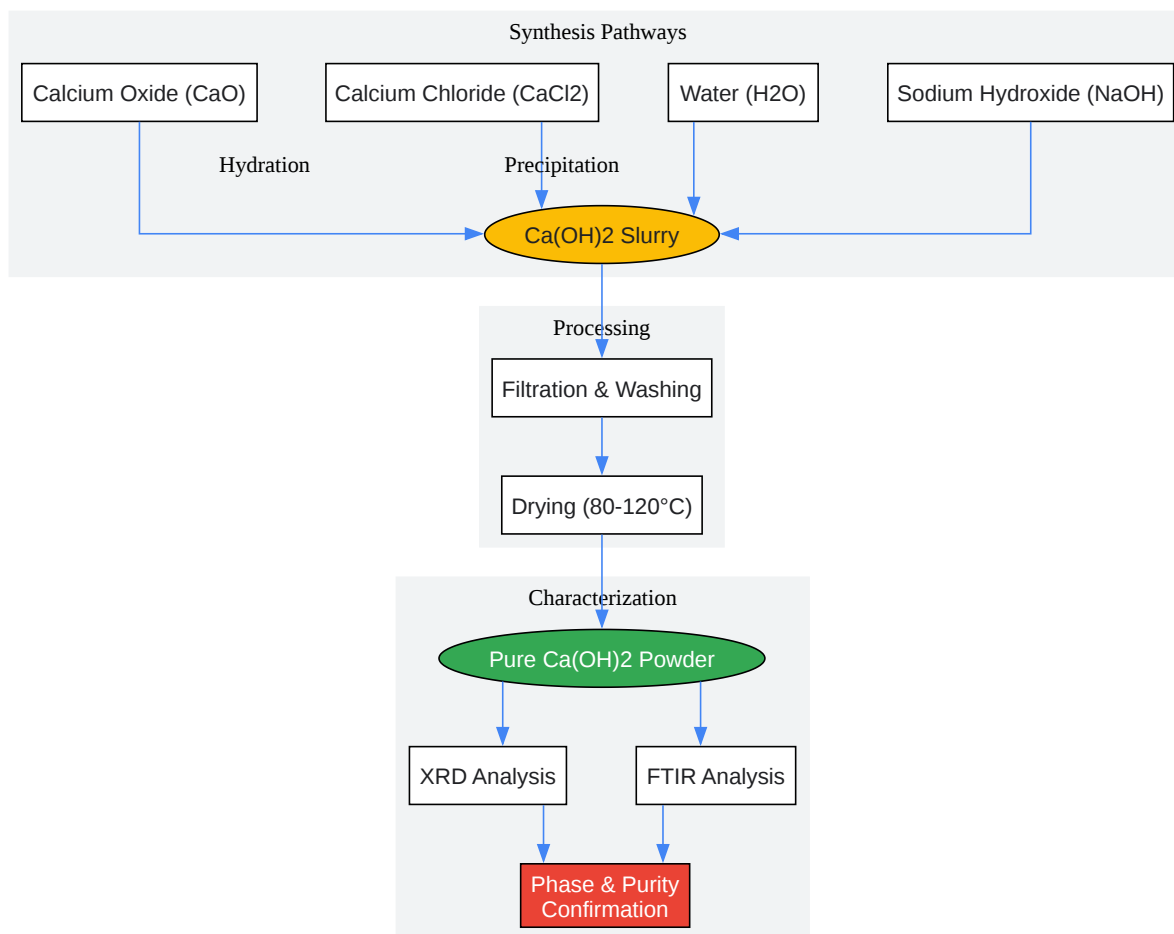 Synthesis Pathways
Calcium Oxide (CaO)
Calcium Chloride (CaCl2)
Water (H2O)
Sodium Hydroxide (NaOH)
Hydration
Precipitation
Ca(OH)2 Slurry
Processing
Filtration & Washing
Drying (80-120°C)
Characterization
Pure Ca(OH)2 Powder
XRD Analysis
FTIR Analysis
Phase & Purity
Confirmation